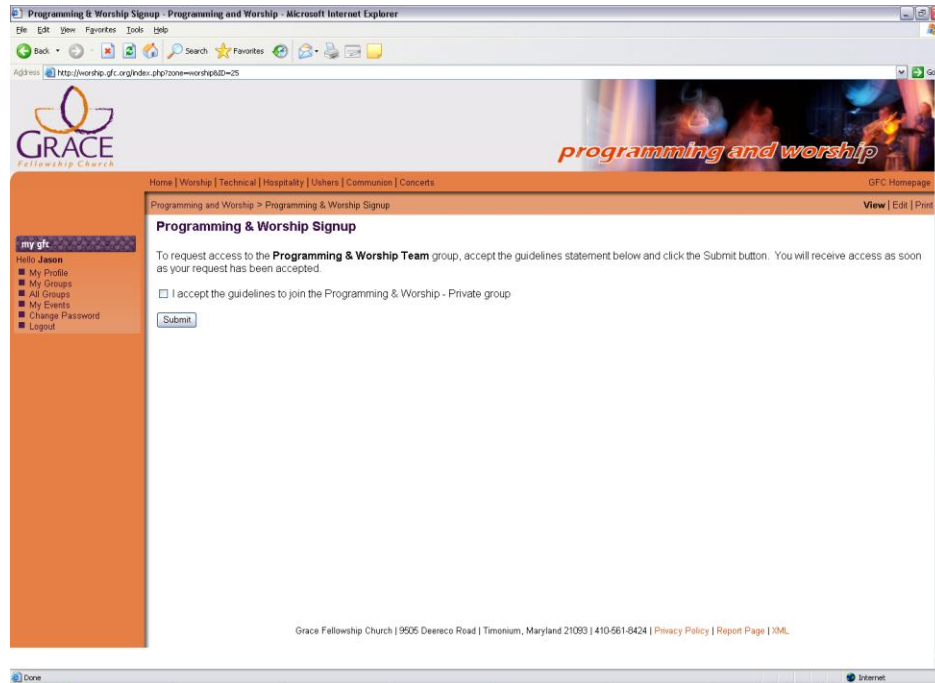 Programming & Worship Signup - Programming and Worship - Microsoft Internet Explorer
File Edit View Favorites Tools Help
Back Search Favorites
Address http://worship.gfc.org/index.php?zone=worship&ID=25 Go
GRACE
Fellowship Church
programming and worship
Home | Worship | Technical | Hospitality | Ushers | Communion | Concerts GFC Homepage
Programming and Worship > Programming & Worship Signup View | Edit | Print
my gfc
Hello Jason
My Profile
My Groups
All Groups
My Events
Change Password
Logout
Programming & Worship Signup
To request access to the Programming & Worship Team group, accept the guidelines statement below and click the Submit button. You will receive access as soon
as your request has been accepted.
I accept the guidelines to join the Programming & Worship - Private group
Submit
Grace Fellowship Church | 9505 Deereco Road | Timonium, Maryland 21093 | 410-561-8424 | Privacy Policy | Report Page | XML
Done Internet